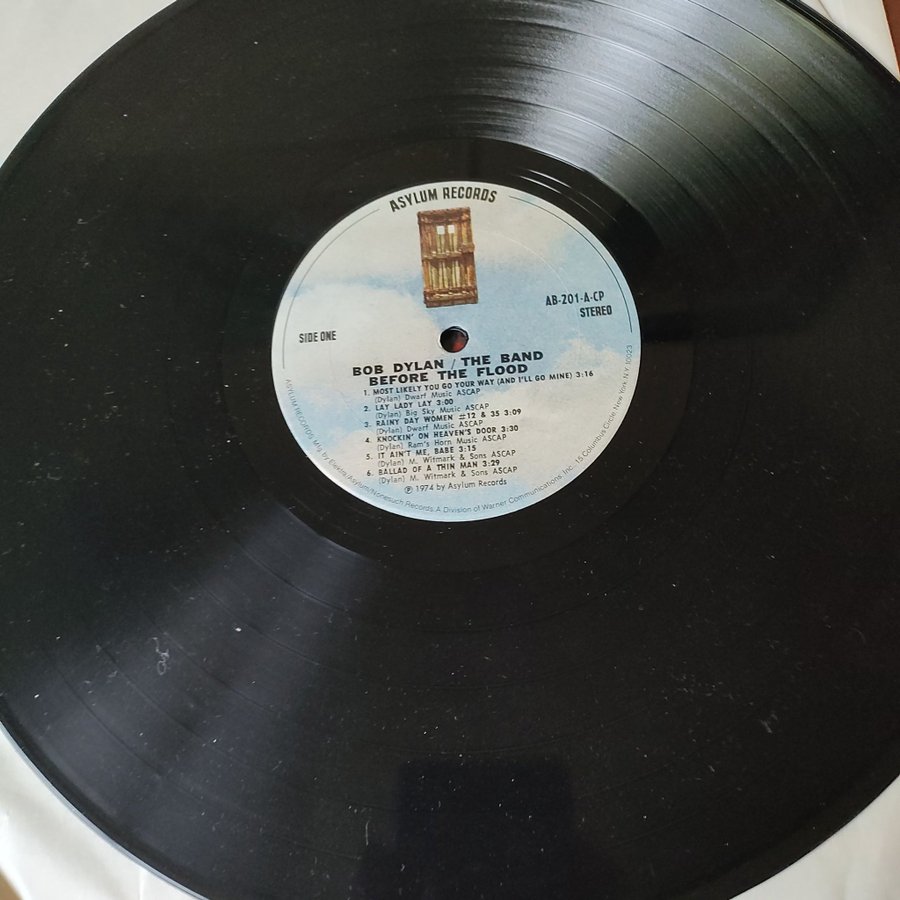 ASYLUM RECORDS
AB-201-A-CP
STEREO
SIDE ONE
BOB DYLAN / THE BAND
BEFORE THE FLOOD
1. MOST LIKELY YOU GO YOUR WAY (AND I'LL GO MINE) 3:16
(Dylan) Dwarf Music ASCAP
2. LAY LADY LAY 3:00
(Dylan) Big Sky Music ASCAP
3. RAINY DAY WOMEN #12 & 35 3:09
(Dylan) Dwarf Music ASCAP
4. KNOCKIN' ON HEAVEN'S DOOR 3:30
(Dylan) Ram's Horn Music ASCAP
5. IT AIN'T ME, BABE 3:15
(Dylan) M. Witmark & Sons ASCAP
6. BALLAD OF A THIN MAN 3:29
(Dylan) M. Witmark & Sons ASCAP
℗ 1974 by Asylum Records
ASYLUM RECORDS Mfg. by Elektra/Asylum/Nonesuch Records, A Division of Warner Communications, Inc. · 15 Columbus Circle, New York, N.Y. 10023